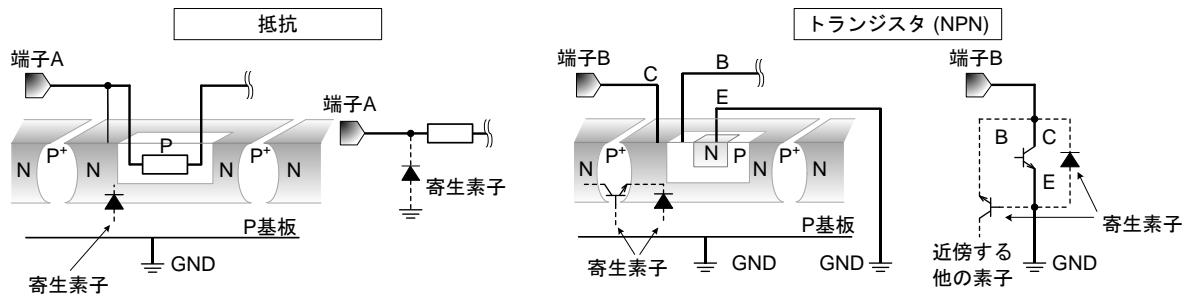 抵抗
端子A
N
P+
N
P
N
P+
N
P基板
GND
寄生素子
端子A
寄生素子
トランジスタ (NPN)
端子B
C
B
E
N
P+
N
N
P
N
P+
N
P基板
寄生素子
GND
GND
端子B
B
C
E
寄生素子
近傍する
他の素子
GND